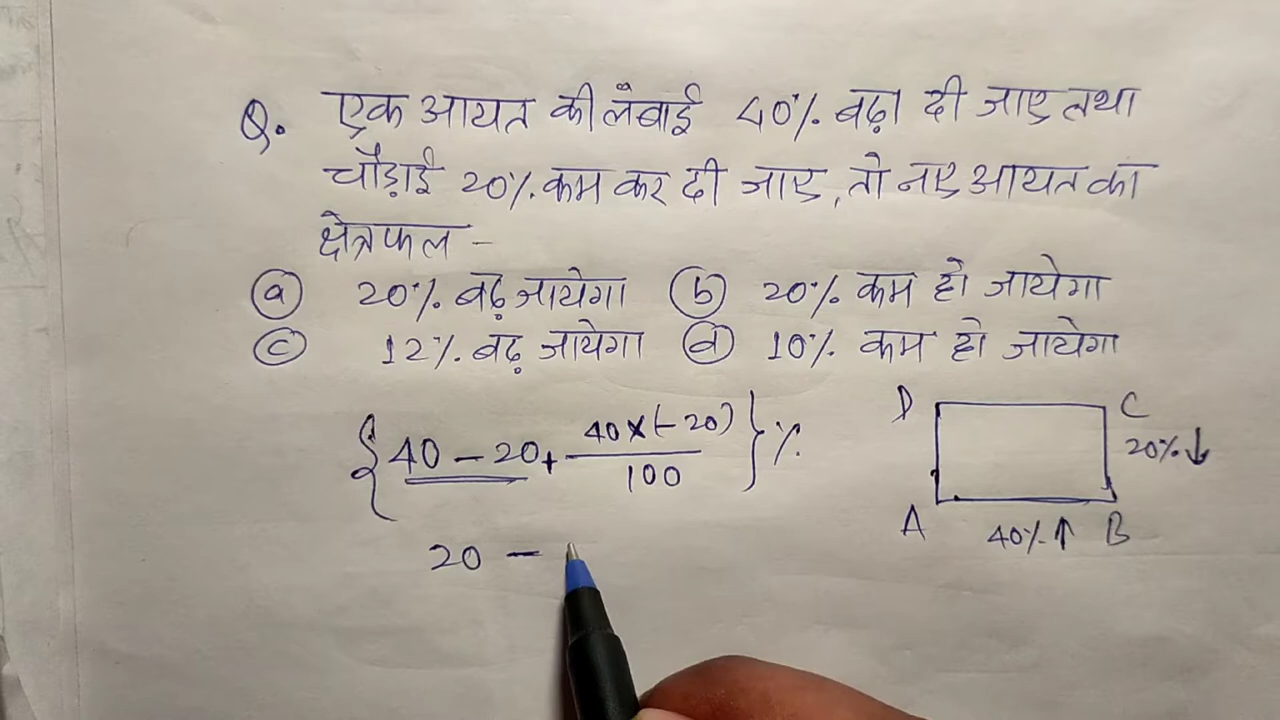 Q. एक आयत की लंबाई 40% बढ़ा दी जाए तथा
चौड़ाई 20% कम कर दी जाए, तो नए आयत का
क्षेत्रफल -
(a) 20% बढ़ जायेगा (b) 20% कम हो जायेगा
(c) 12% बढ़ जायेगा (d) 10% कम हो जायेगा
{40 - 20 + 40×(-20)/100}%
20 -
D C
20%↓
A 40%↑ B